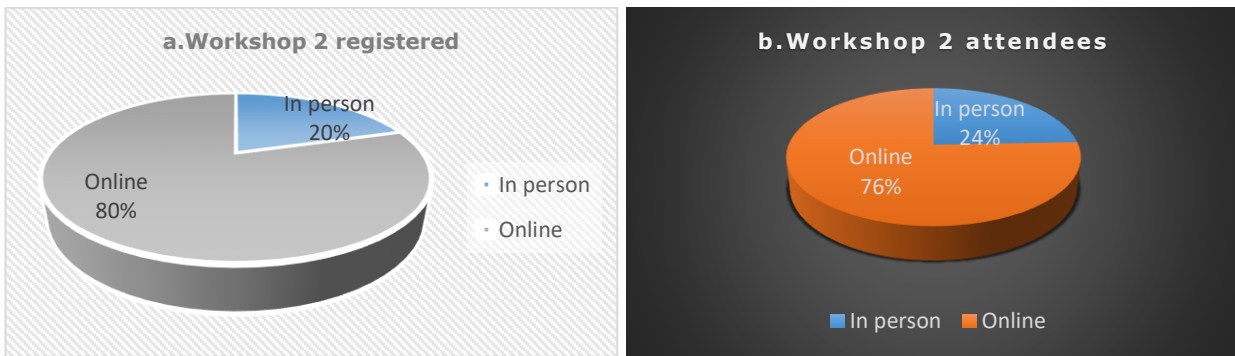 a.Workshop 2 registered
In person
20%
Online
80%
In person
Online
b.Workshop 2 attendees
In person
24%
Online
76%
In person
Online